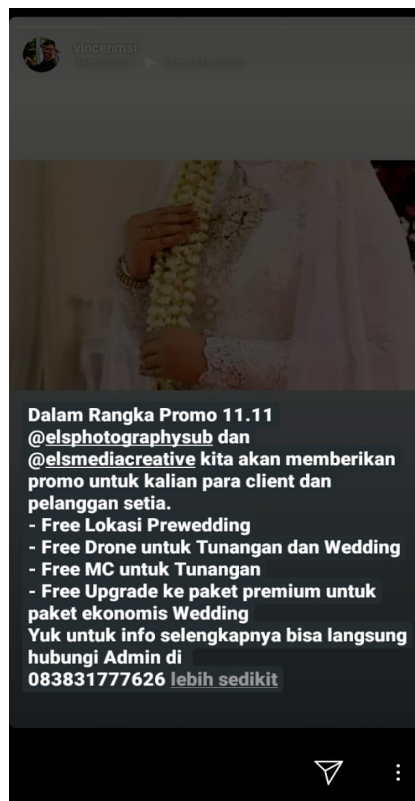 vincenmsi
Dalam Rangka Promo 11.11
@elsphotographysub dan
@elsmediacreative kita akan memberikan
promo untuk kalian para client dan
pelanggan setia.
- Free Lokasi Prewedding
- Free Drone untuk Tunangan dan Wedding
- Free MC untuk Tunangan
- Free Upgrade ke paket premium untuk
paket ekonomis Wedding
Yuk untuk info selengkapnya bisa langsung
hubungi Admin di
083831777626 lebih sedikit